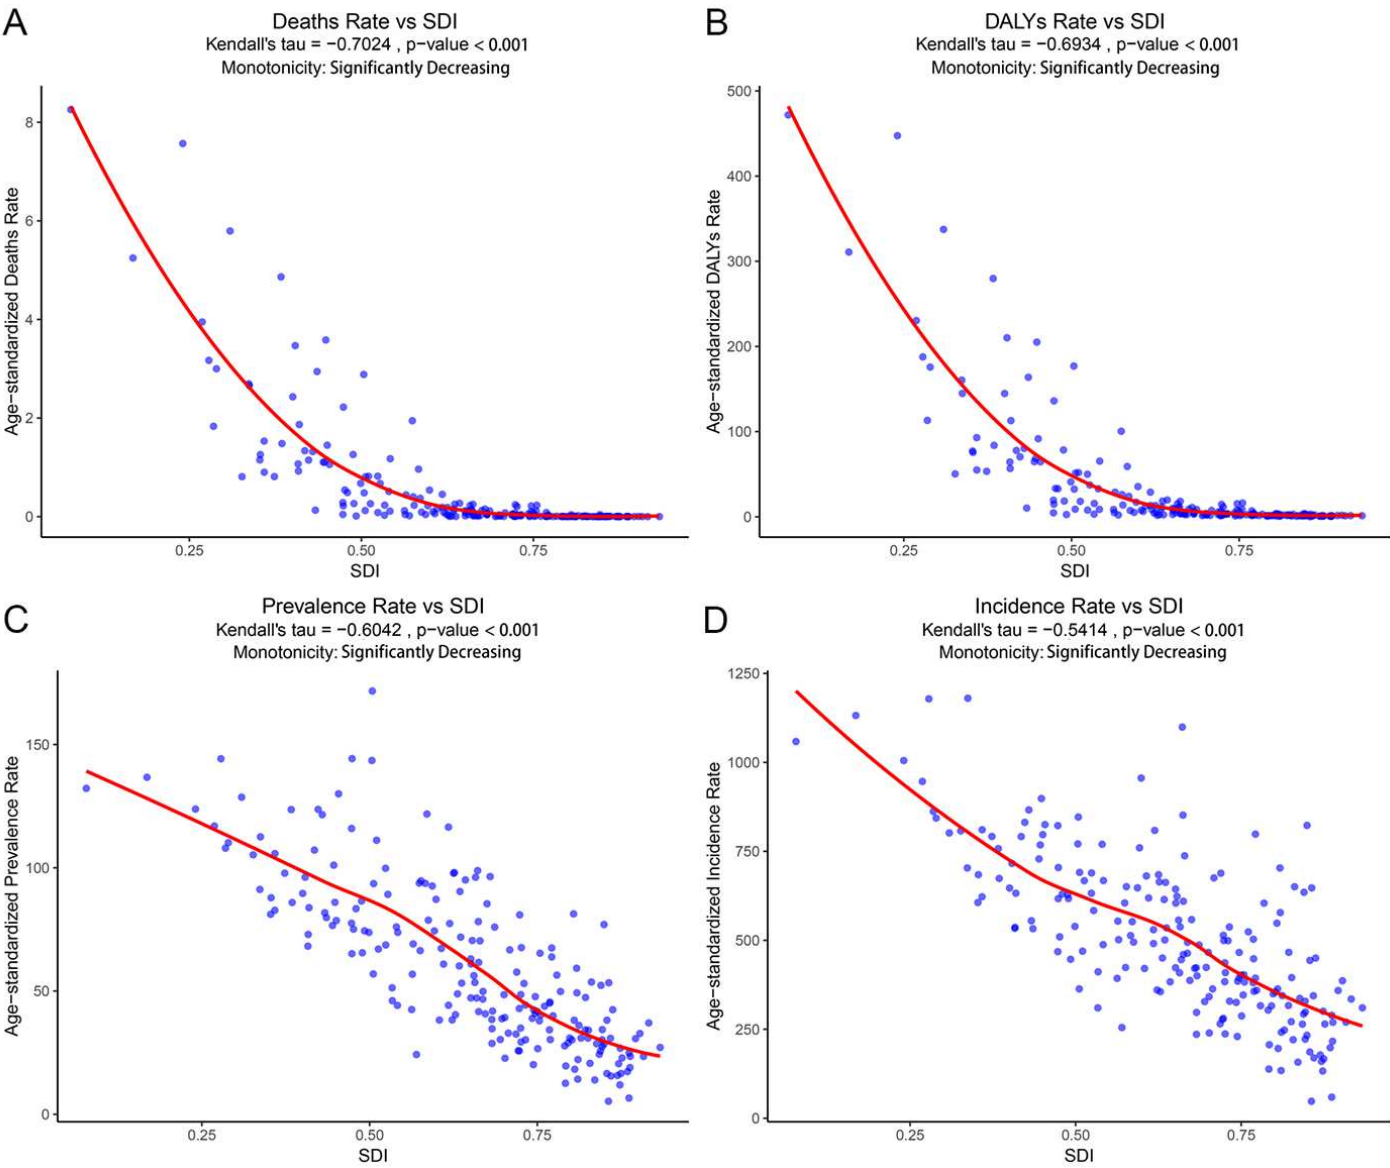 A
Deaths Rate vs SDI
Kendall's tau = −0.7024 , p−value < 0.001
Monotonicity: Significantly Decreasing
Age−standardized Deaths Rate
8
6
4
2
0
0.25 0.50 0.75
SDI
B
DALYs Rate vs SDI
Kendall's tau = −0.6934 , p−value < 0.001
Monotonicity: Significantly Decreasing
Age−standardized DALYs Rate
500
400
300
200
100
0
0.25 0.50 0.75
SDI
C
Prevalence Rate vs SDI
Kendall's tau = −0.6042 , p−value < 0.001
Monotonicity: Significantly Decreasing
Age−standardized Prevalence Rate
150
100
50
0
0.25 0.50 0.75
SDI
D
Incidence Rate vs SDI
Kendall's tau = −0.5414 , p−value < 0.001
Monotonicity: Significantly Decreasing
Age−standardized Incidence Rate
1250
1000
750
500
250
0
0.25 0.50 0.75
SDI